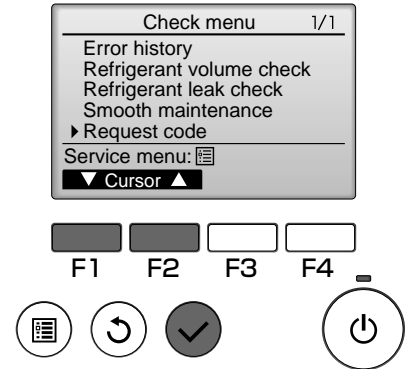 Check menu 1/1
Error history
Refrigerant volume check
Refrigerant leak check
Smooth maintenance
Request code
Service menu:
Cursor
F1 F2 F3 F4